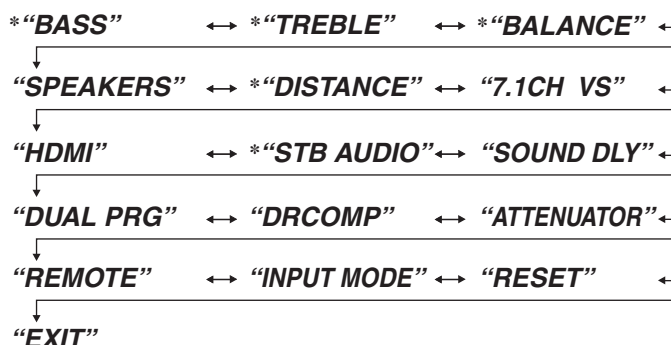 *“BASS” ↔ *“TREBLE” ↔ *“BALANCE”
“SPEAKERS” ↔ *“DISTANCE” ↔ “7.1CH VS”
“HDMI” ↔ *“STB AUDIO” ↔ “SOUND DLY”
“DUAL PRG” ↔ “DRCOMP” ↔ “ATTENUATOR”
“REMOTE” ↔ “INPUT MODE” ↔ “RESET”
“EXIT”